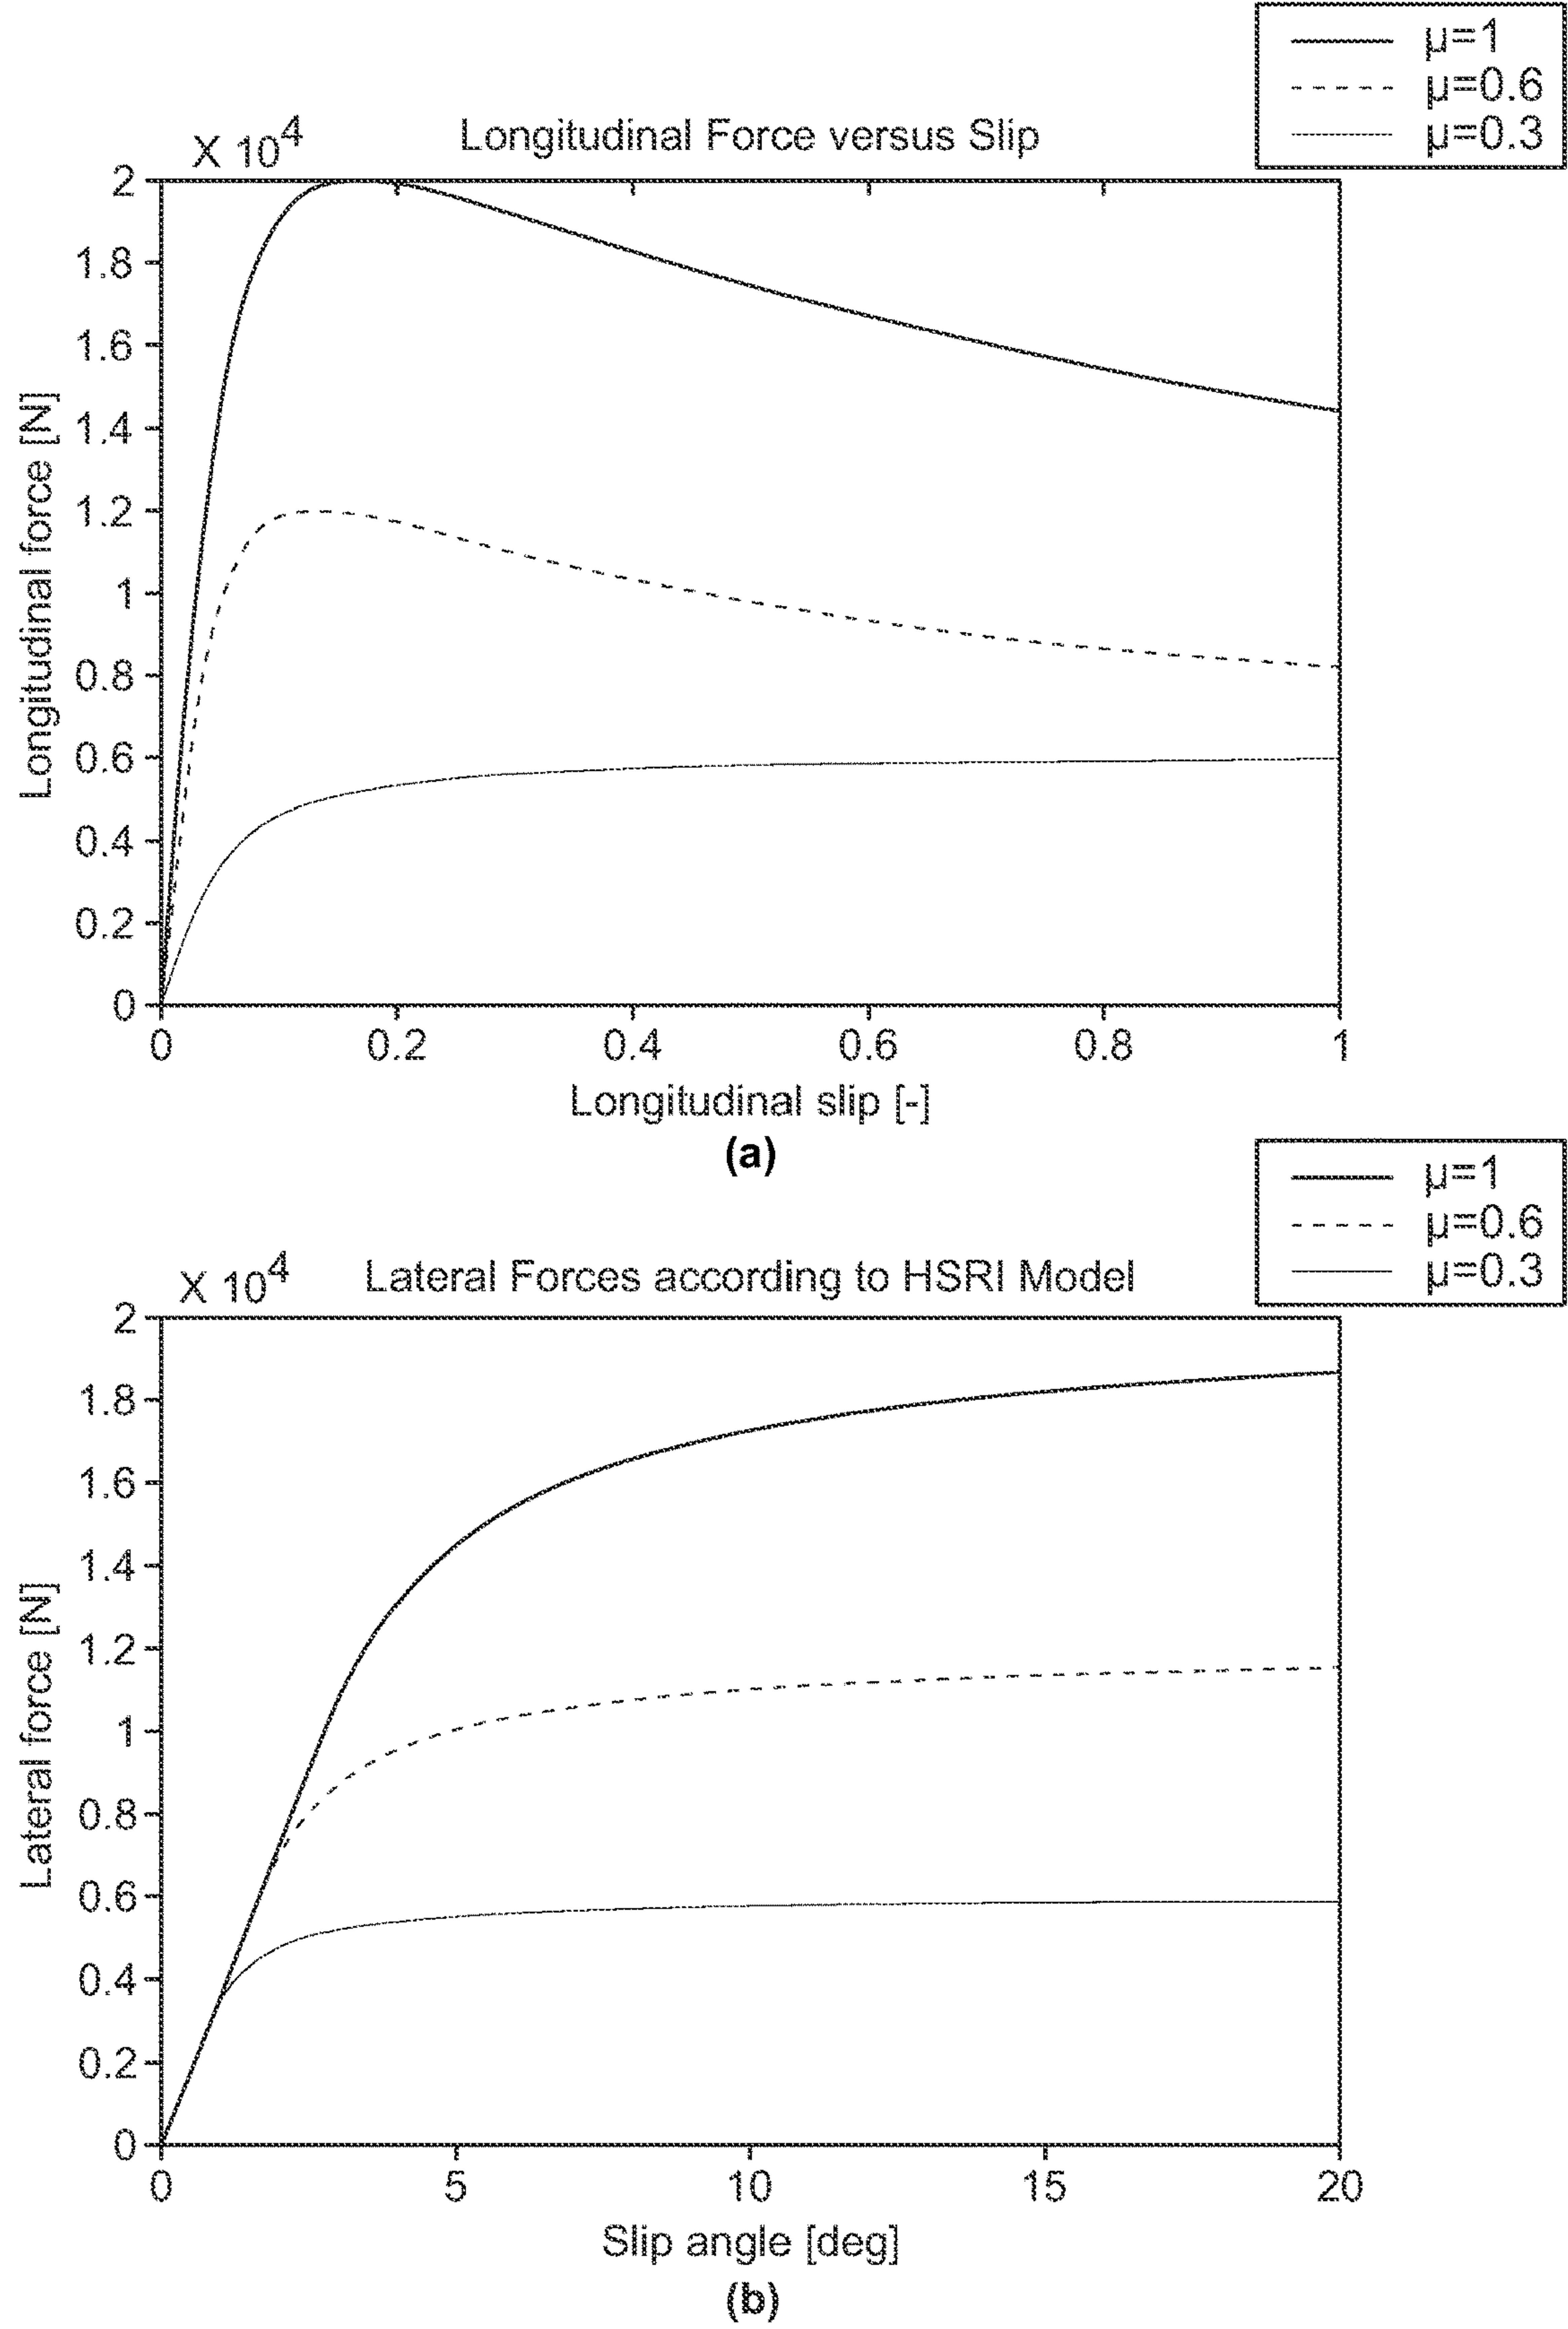 μ=1
μ=0.6
μ=0.3
X 10⁴ Longitudinal Force versus Slip
2
1.8
1.6
1.4
1.2
1
0.8
0.6
0.4
0.2
0
Longitudinal force [N]
0 0.2 0.4 0.6 0.8 1
Longitudinal slip [-]
(a)
μ=1
μ=0.6
μ=0.3
X 10⁴ Lateral Forces according to HSRI Model
2
1.8
1.6
1.4
1.2
1
0.8
0.6
0.4
0.2
0
Lateral force [N]
0 5 10 15 20
Slip angle [deg]
(b)